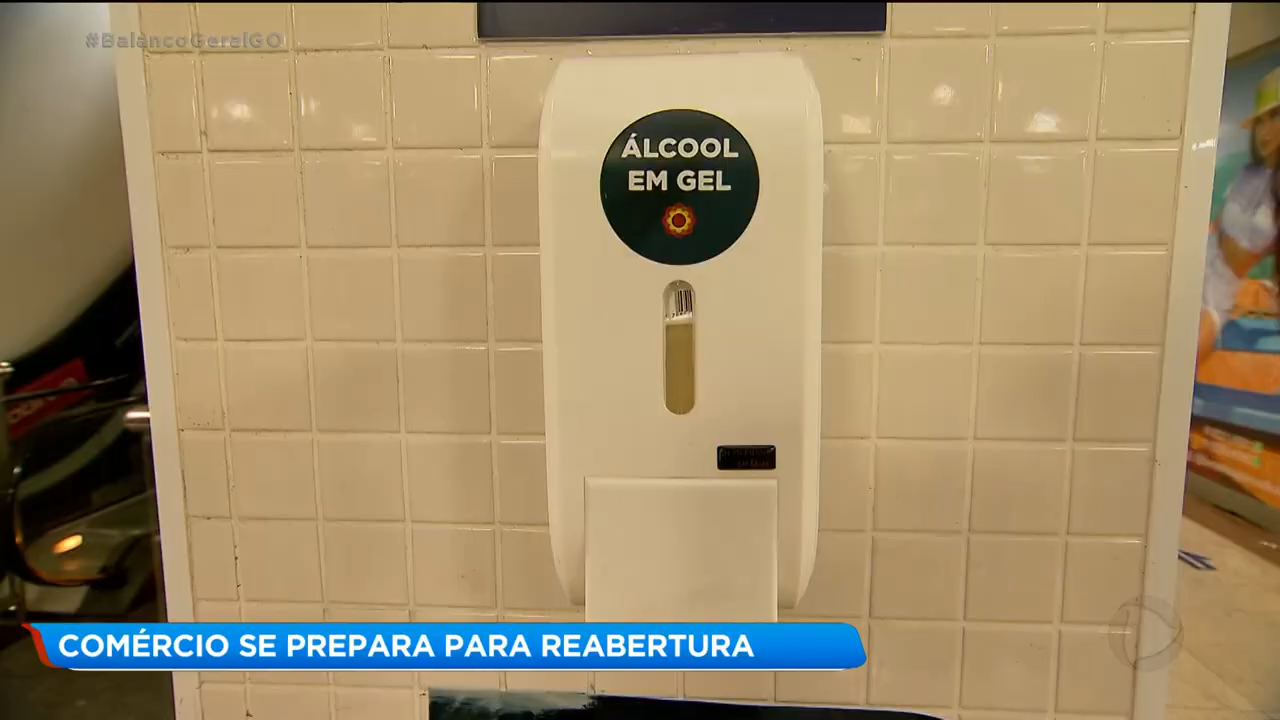 #BalancoGeralGO
ÁLCOOL
EM GEL
COMÉRCIO SE PREPARA PARA REABERTURA